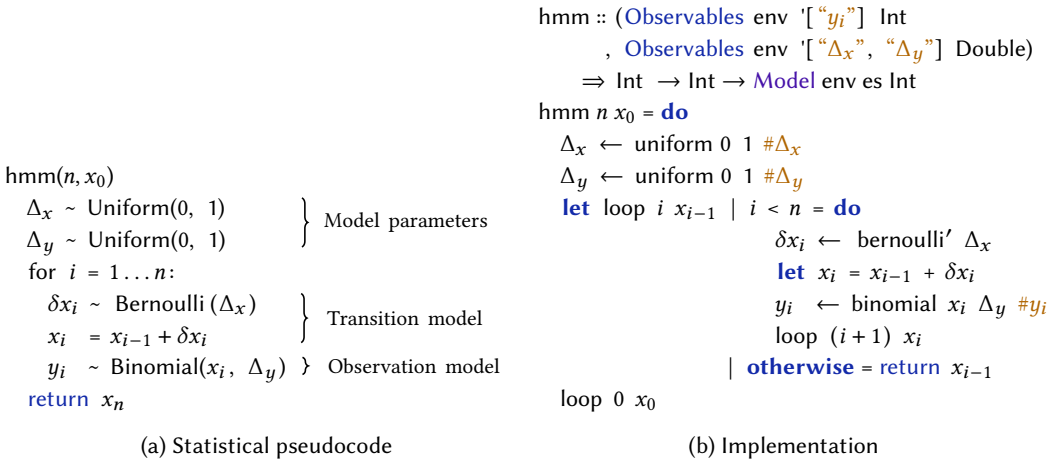 hmm(n, x₀)
Δₓ ~ Uniform(0, 1)
Δᵧ ~ Uniform(0, 1)
} Model parameters
for i = 1...n:
δxᵢ ~ Bernoulli (Δₓ)
xᵢ = xᵢ₋₁ + δxᵢ
} Transition model
yᵢ ~ Binomial(xᵢ, Δᵧ) } Observation model
return xₙ
(a) Statistical pseudocode
hmm :: (Observables env '[“yᵢ”] Int
, Observables env '[“Δₓ”, “Δᵧ”] Double)
⇒ Int → Int → Model env es Int
hmm n x₀ = do
Δₓ ← uniform 0 1 #Δₓ
Δᵧ ← uniform 0 1 #Δᵧ
let loop i xᵢ₋₁ | i < n = do
δxᵢ ← bernoulli′ Δₓ
let xᵢ = xᵢ₋₁ + δxᵢ
yᵢ ← binomial xᵢ Δᵧ #yᵢ
loop (i + 1) xᵢ
| otherwise = return xᵢ₋₁
loop 0 x₀
(b) Implementation